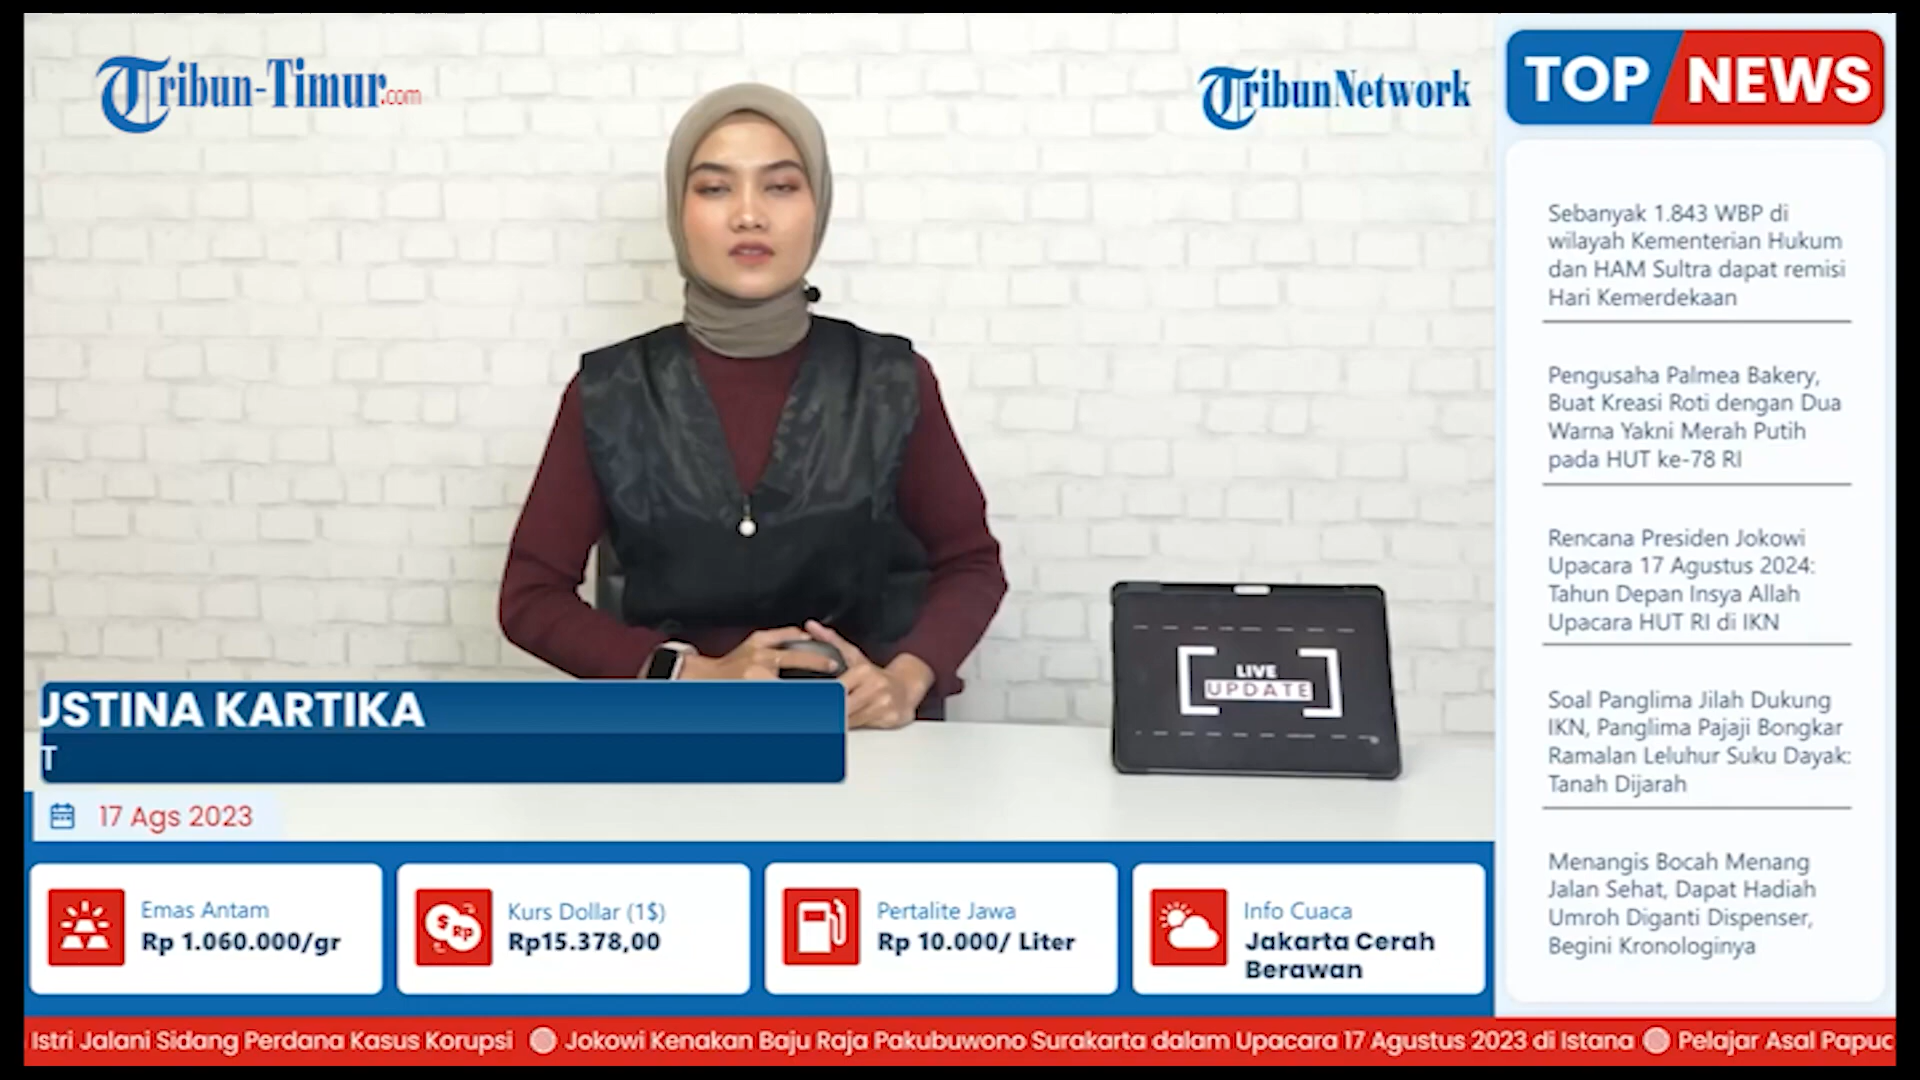 Tribun-Timur.com
TribunNetwork
TOP NEWS
Sebanyak 1.843 WBP di
wilayah Kementerian Hukum
dan HAM Sultra dapat remisi
Hari Kemerdekaan
Pengusaha Palmea Bakery,
Buat Kreasi Roti dengan Dua
Warna Yakni Merah Putih
pada HUT ke-78 RI
Rencana Presiden Jokowi
Upacara 17 Agustus 2024:
Tahun Depan Insya Allah
Upacara HUT RI di IKN
Soal Panglima Jilah Dukung
IKN, Panglima Pajaji Bongkar
Ramalan Leluhur Suku Dayak:
Tanah Dijarah
Menangis Bocah Menang
Jalan Sehat, Dapat Hadiah
Umroh Diganti Dispenser,
Begini Kronologinya
LIVE
UPDATE
USTINA KARTIKA
T
17 Ags 2023
Emas Antam
Rp 1.060.000/gr
$ RP
Kurs Dollar (1$)
Rp15.378,00
Pertalite Jawa
Rp 10.000/ Liter
Info Cuaca
Jakarta Cerah
Berawan
Istri Jalani Sidang Perdana Kasus Korupsi Jokowi Kenakan Baju Raja Pakubuwono Surakarta dalam Upacara 17 Agustus 2023 di Istana Pelajar Asal Papua